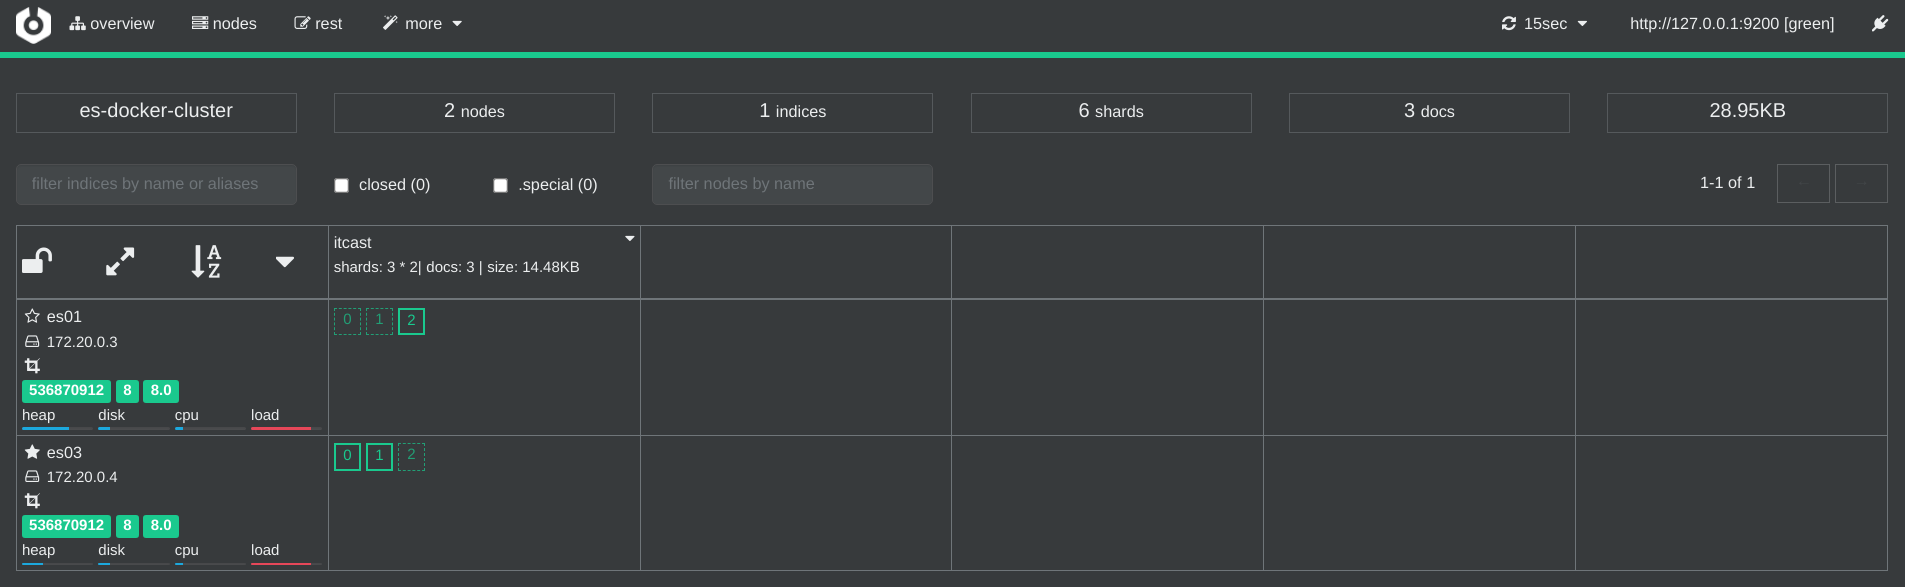 overview nodes rest more 15sec http://127.0.0.1:9200 [green]
es-docker-cluster 2 nodes 1 indices 6 shards 3 docs 28.95KB
filter indices by name or aliases closed (0) .special (0) filter nodes by name 1-1 of 1
itcast
shards: 3 * 2| docs: 3 | size: 14.48KB
es01 0 1 2
172.20.0.3
536870912 8 8.0
heap disk cpu load
es03 0 1 2
172.20.0.4
536870912 8 8.0
heap disk cpu load